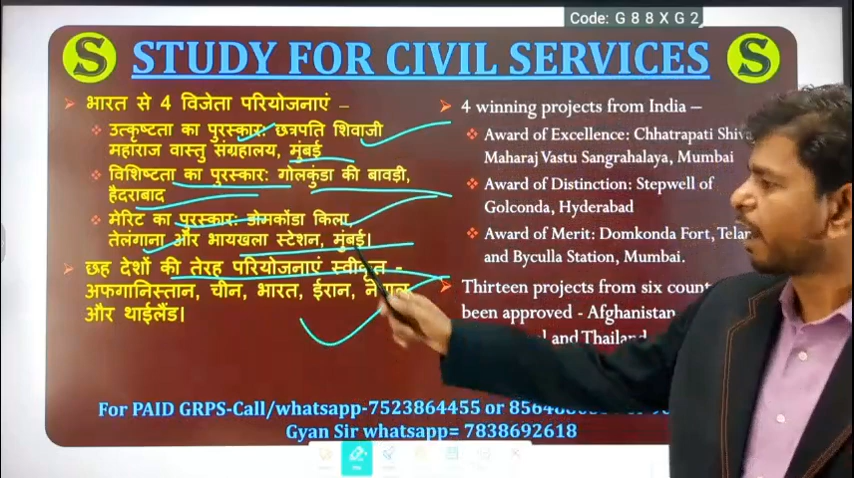 Code: G 8 8 X G 2
S STUDY FOR CIVIL SERVICES S
भारत से 4 विजेता परियोजनाएं –
उत्कृष्टता का पुरस्कार: छत्रपति शिवाजी
महाराज वास्तु संग्रहालय, मुंबई
विशिष्टता का पुरस्कार: गोलकुंडा की बावड़ी,
हैदराबाद
मेरिट का पुरस्कार: डोमकोंडा किला
तेलंगाना और भायखला स्टेशन, मुंबई।
छह देशों की तेरह परियोजनाएं स्वीकृत -
अफगानिस्तान, चीन, भारत, ईरान,
और थाईलैंड।
4 winning projects from India –
Award of Excellence: Chhatrapati Shiva
Maharaj Vastu Sangrahalaya, Mumbai
Award of Distinction: Stepwell of
Golconda, Hyderabad
Award of Merit: Domkonda Fort, Telan
and Byculla Station, Mumbai.
Thirteen projects from six count
been approved - Afghanistan
and Thailand
For PAID GRPS-Call/whatsapp-7523864455 or
Gyan Sir whatsapp= 7838692618